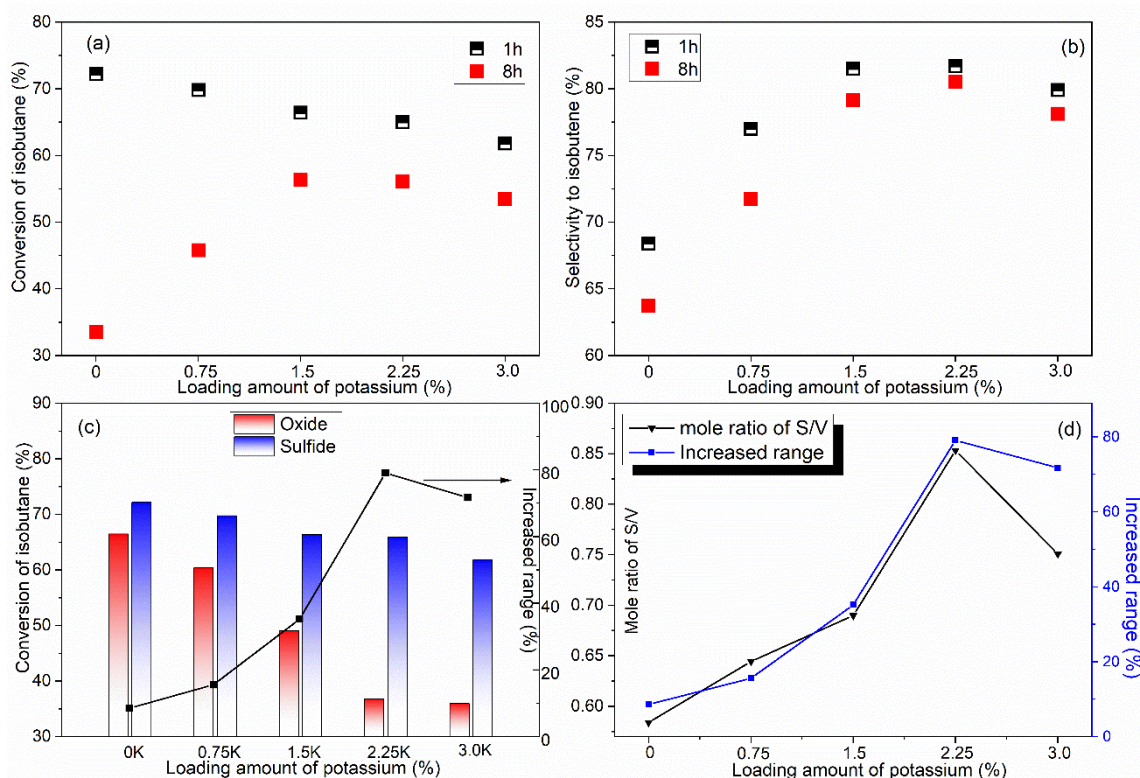 (a)
1h
8h
Conversion of isobutane (%)
80
70
60
50
40
30
0 0.75 1.5 2.25 3.0
Loading amount of potassium (%)
(b)
1h
8h
Selectivity to isobutene (%)
85
80
75
70
65
60
0 0.75 1.5 2.25 3.0
Loading amount of potassium (%)
(c)
Oxide
Sulfide
Conversion of isobutane (%)
90
80
70
60
50
40
30
0K 0.75K 1.5K 2.25K 3.0K
Loading amount of potassium (%)
100
80
60
40
20
0
Increased range
(%)
(d)
mole ratio of S/V
Increased range
Mole ratio of S/V
0.90
0.85
0.80
0.75
0.70
0.65
0.60
0 0.75 1.5 2.25 3.0
Loading amount of potassium (%)
80
60
40
20
0
Increased range (%)